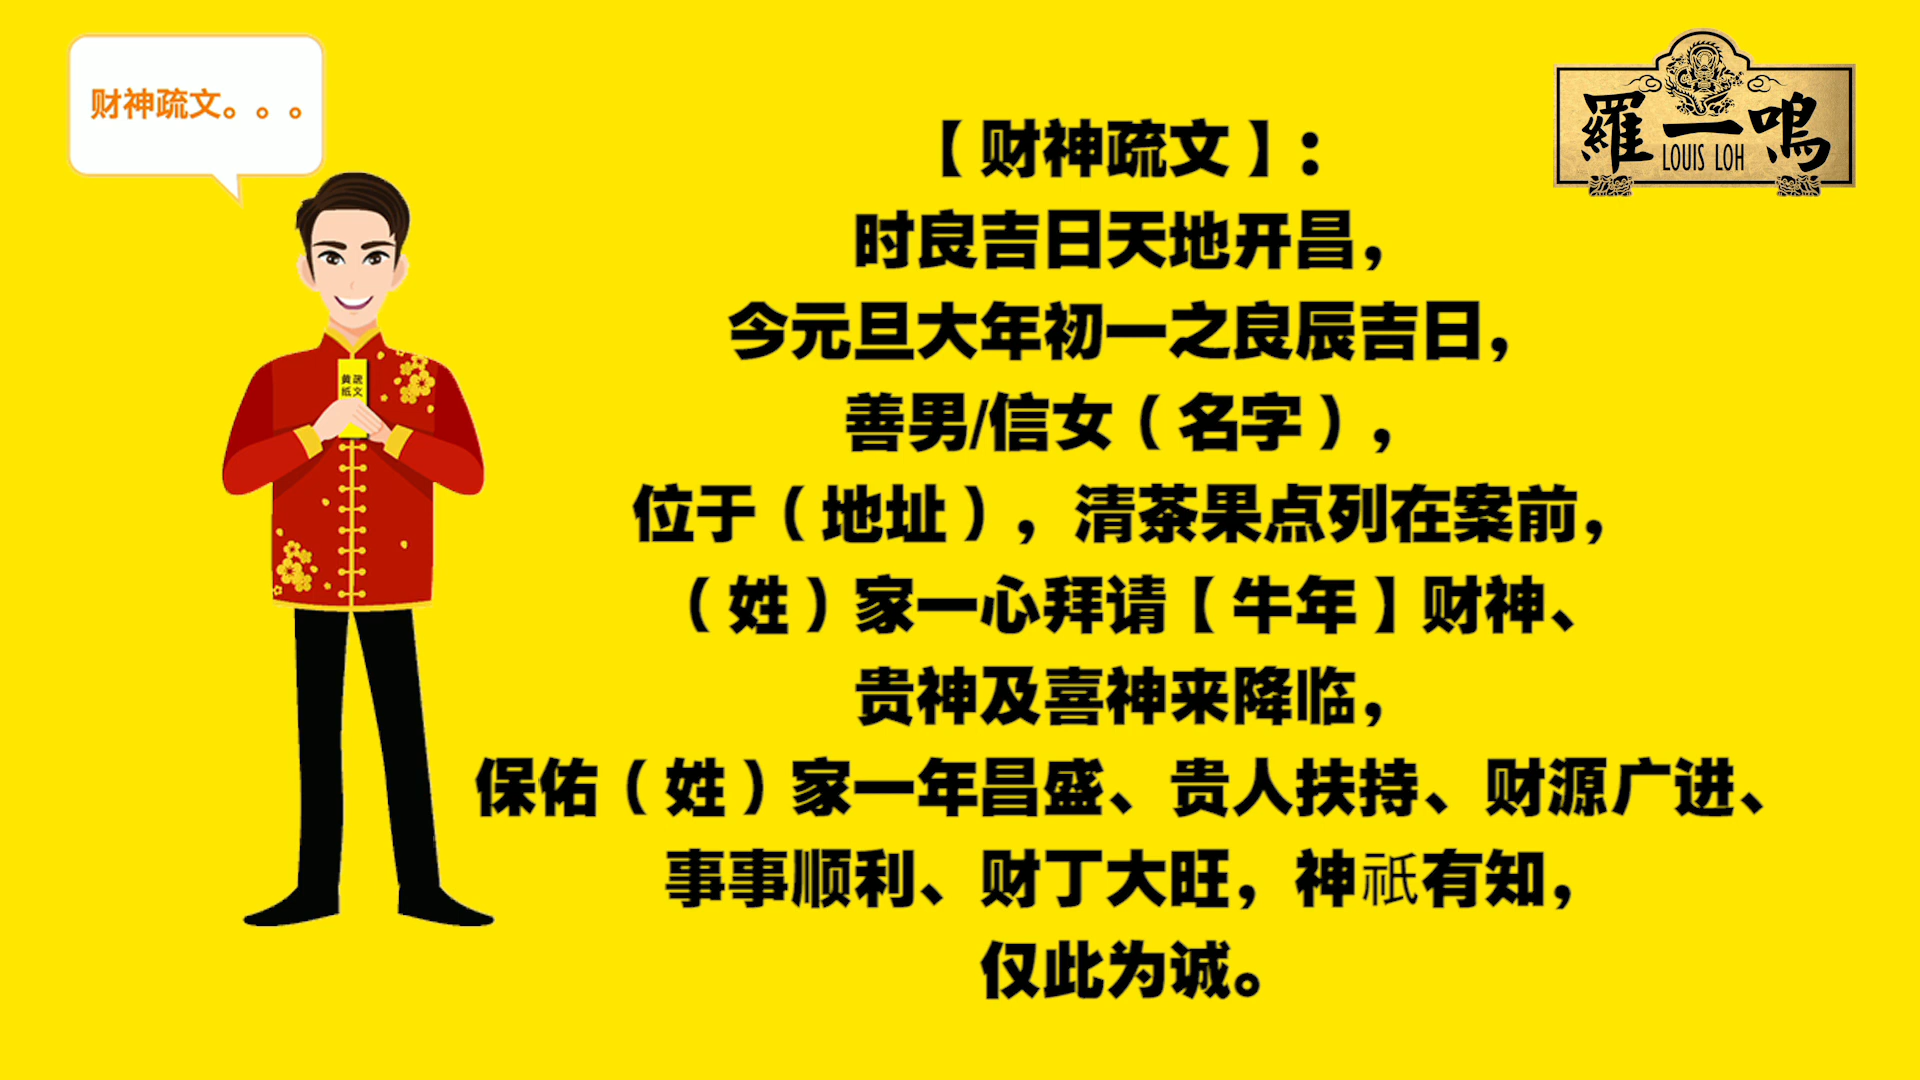 财神疏文。。。
羅一鳴
LOUIS LOH
【财神疏文】：
时良吉日天地开昌，
今元旦大年初一之良辰吉日，
善男/信女（名字），
位于（地址），清茶果点列在案前，
（姓）家一心拜请【牛年】财神、
贵神及喜神来降临，
保佑（姓）家一年昌盛、贵人扶持、财源广进、
事事顺利、财丁大旺，神祇有知，
仅此为诚。
黄疏
纸文